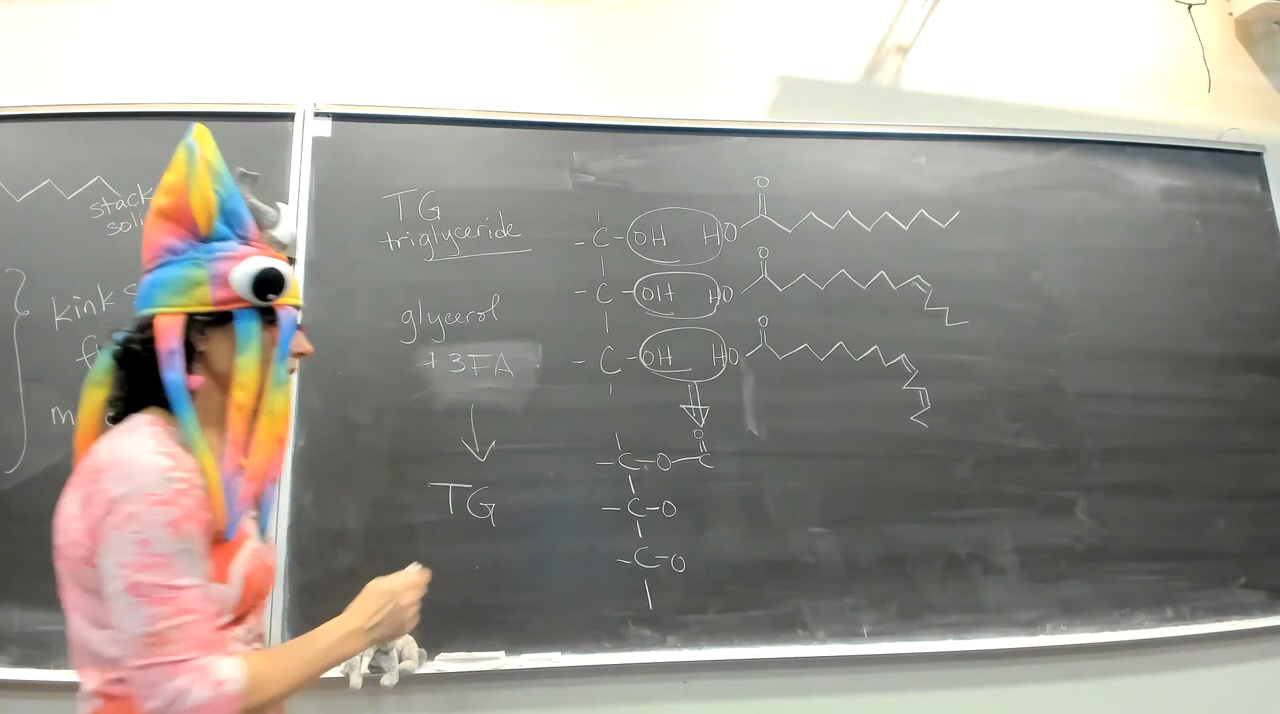 stack
kink
TG
triglyceride
glycerol
+ 3FA
TG
- C - OH HO O
- C - OH HO O
- C - OH HO O
O
- C - O - C
- C - O
- C - O